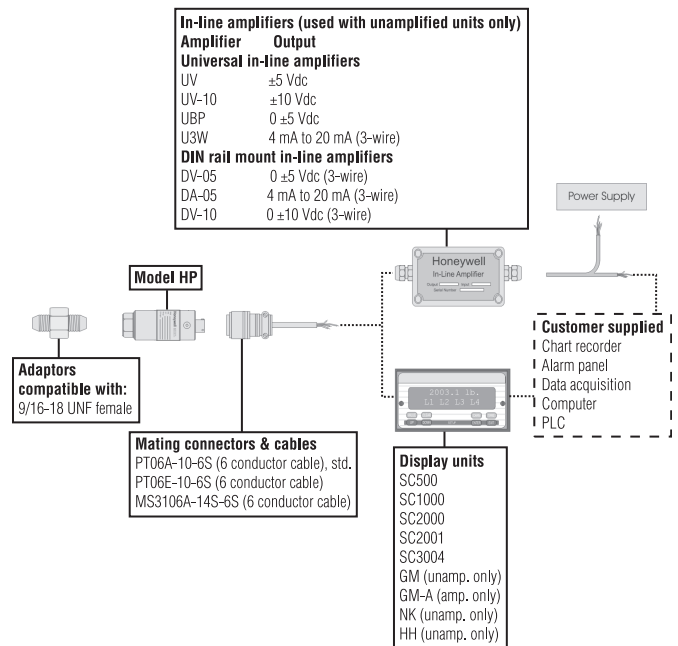 In-line amplifiers (used with unamplified units only)
Amplifier Output
Universal in-line amplifiers
UV ±5 Vdc
UV-10 ±10 Vdc
UBP 0 ±5 Vdc
U3W 4 mA to 20 mA (3-wire)
DIN rail mount in-line amplifiers
DV-05 0 ±5 Vdc (3-wire)
DA-05 4 mA to 20 mA (3-wire)
DV-10 0 ±10 Vdc (3-wire)
Power Supply
Honeywell
In-Line Amplifier
Output Input
Serial Number
Model HP
Adaptors
compatible with:
9/16-18 UNF female
Mating connectors & cables
PT06A-10-6S (6 conductor cable), std.
PT06E-10-6S (6 conductor cable)
MS3106A-14S-6S (6 conductor cable)
2003.1 lb.
L1 L2 L3 L4
Customer supplied
Chart recorder
Alarm panel
Data acquisition
Computer
PLC
Display units
SC500
SC1000
SC2000
SC2001
SC3004
GM (unamp. only)
GM-A (amp. only)
NK (unamp. only)
HH (unamp. only)